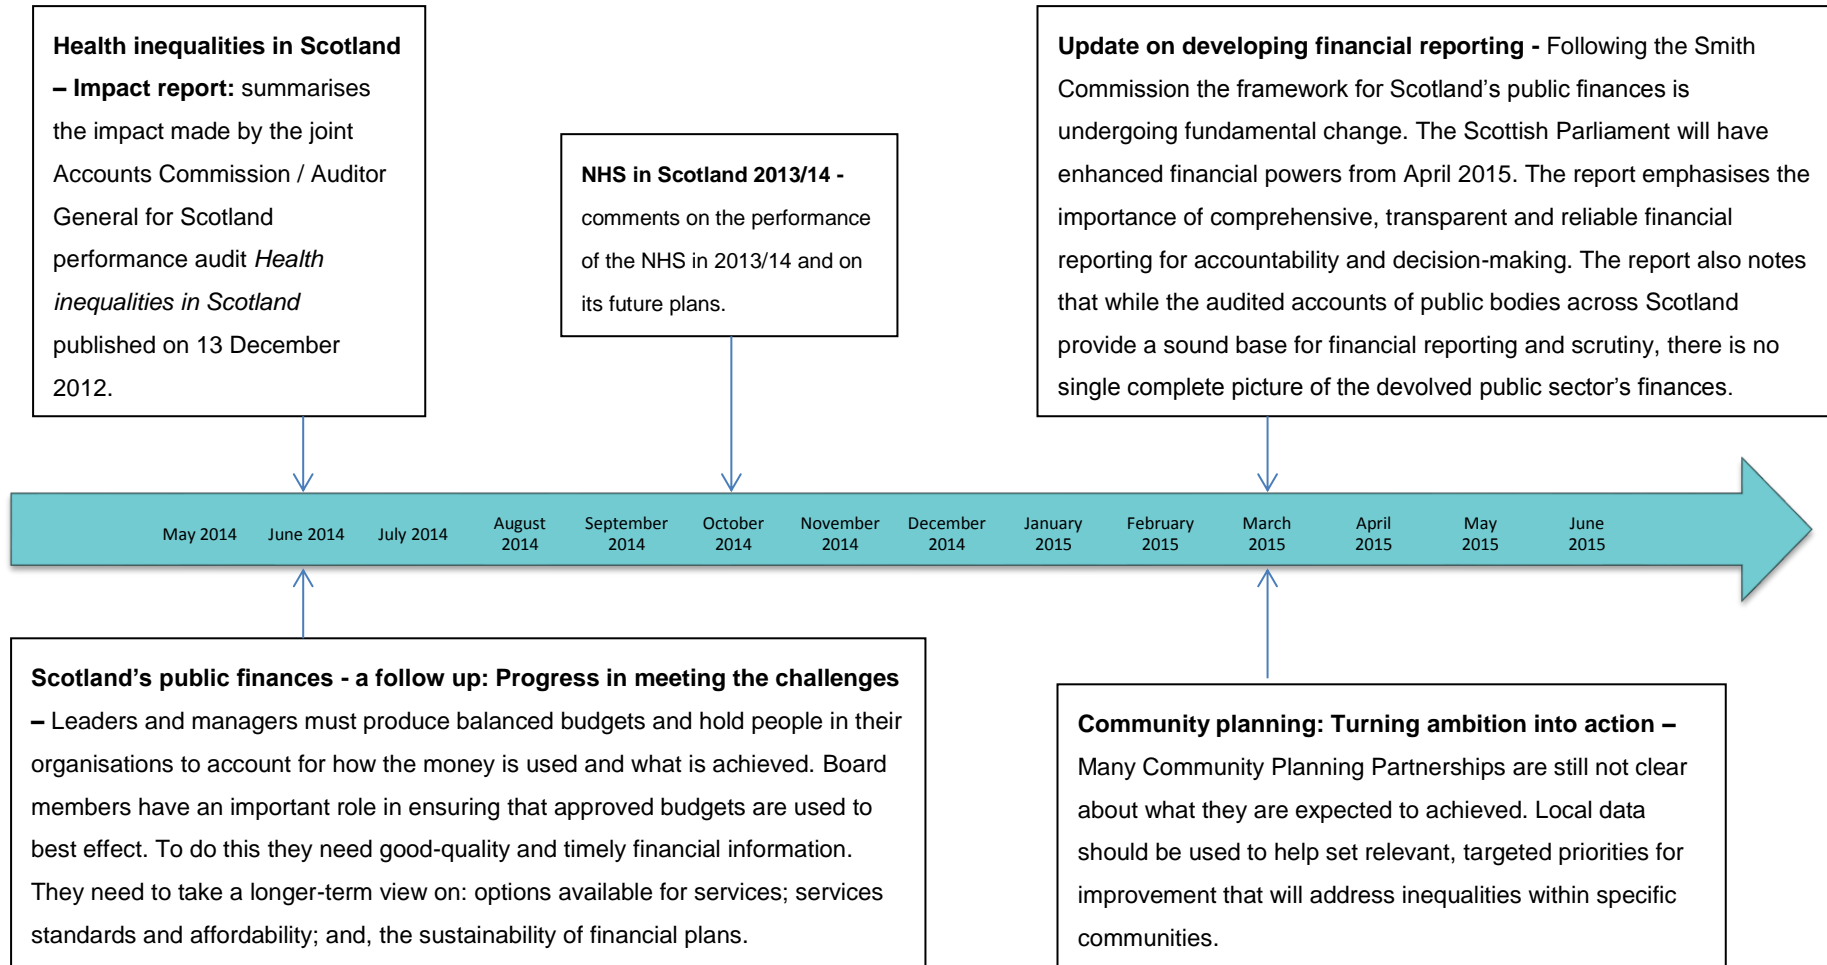 Health inequalities in Scotland
– Impact report: summarises
the impact made by the joint
Accounts Commission / Auditor
General for Scotland
performance audit Health
inequalities in Scotland
published on 13 December
2012.
NHS in Scotland 2013/14 -
comments on the performance
of the NHS in 2013/14 and on
its future plans.
Update on developing financial reporting - Following the Smith
Commission the framework for Scotland’s public finances is
undergoing fundamental change. The Scottish Parliament will have
enhanced financial powers from April 2015. The report emphasises the
importance of comprehensive, transparent and reliable financial
reporting for accountability and decision-making. The report also notes
that while the audited accounts of public bodies across Scotland
provide a sound base for financial reporting and scrutiny, there is no
single complete picture of the devolved public sector’s finances.
May 2014
June 2014
July 2014
August
2014
September
2014
October
2014
November
2014
December
2014
January
2015
February
2015
March
2015
April
2015
May
2015
June
2015
Scotland’s public finances - a follow up: Progress in meeting the challenges
– Leaders and managers must produce balanced budgets and hold people in their
organisations to account for how the money is used and what is achieved. Board
members have an important role in ensuring that approved budgets are used to
best effect. To do this they need good-quality and timely financial information.
They need to take a longer-term view on: options available for services; services
standards and affordability; and, the sustainability of financial plans.
Community planning: Turning ambition into action –
Many Community Planning Partnerships are still not clear
about what they are expected to achieved. Local data
should be used to help set relevant, targeted priorities for
improvement that will address inequalities within specific
communities.